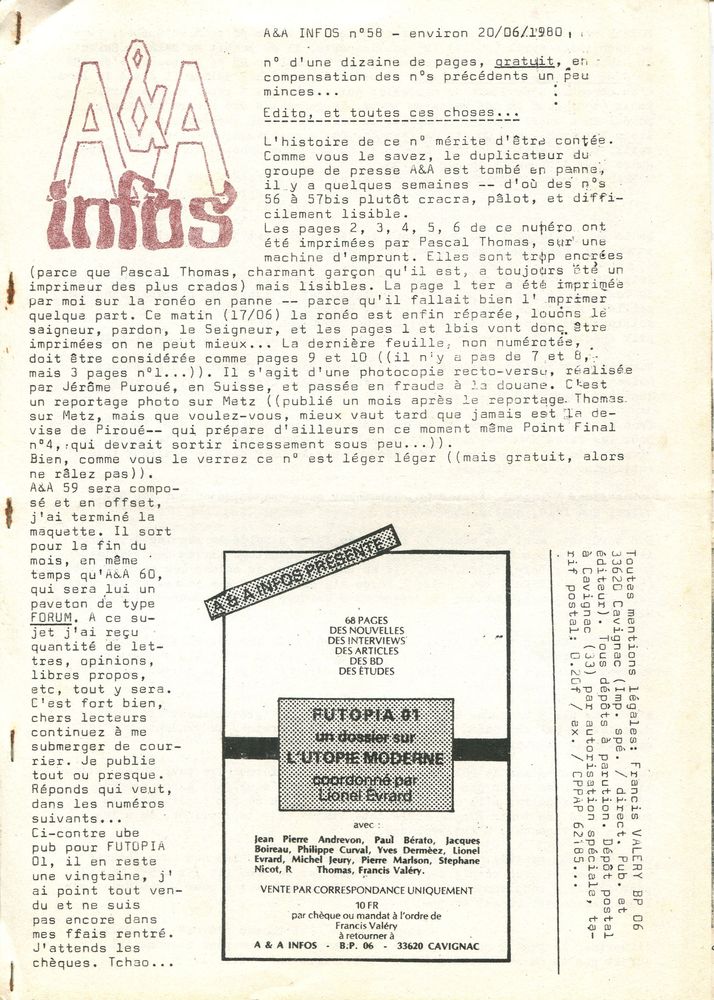 A&A
infos
A&A INFOS n°58 - environ 20/06/1980
n° d'une dizaine de pages, gratuit, en
compensation des n°s précédents un peu
minces...
Edito, et toutes ces choses...
L'histoire de ce n° mérite d'être contée.
Comme vous le savez, le duplicateur du
groupe de presse A&A est tombé en panne,
il y a quelques semaines -- d'où des n°s
56 à 57bis plutôt cracra, pâlot, et diffi-
cilement lisible.
Les pages 2, 3, 4, 5, 6 de ce numéro ont
été imprimées par Pascal Thomas, sur une
machine d'emprunt. Elles sont trop encrées
(parce que Pascal Thomas, charmant garçon qu'il est, a toujours été un
imprimeur des plus crados) mais lisibles. La page 1 ter a été imprimée
par moi sur la ronéo en panne -- parce qu'il fallait bien l' mprimer
quelque part. Ce matin (17/06) la ronéo est enfin réparée, louons le
saigneur, pardon, le Seigneur, et les pages 1 et 1bis vont donc être
imprimées on ne peut mieux... La dernière feuille, non numérotée,
doit être considérée comme pages 9 et 10 ((il n'y a pas de 7 et 8,
mais 3 pages n°1...)). Il s'agit d'une photocopie recto-verso, réalisée
par Jérôme Puroué, en Suisse, et passée en fraude à la douane. C'est
un reportage photo sur Metz ((publié un mois après le reportage Thomas
sur Metz, mais que voulez-vous, mieux vaut tard que jamais est la de-
vise de Piroué-- qui prépare d'ailleurs en ce moment même Point Final
n°4, qui devrait sortir incessement sous peu...)).
Bien, comme vous le verrez ce n° est léger léger ((mais gratuit, alors
ne râlez pas)).
A&A 59 sera compo-
sé et en offset,
j'ai terminé la
maquette. Il sort
pour la fin du
mois, en même
temps qu'A&A 60,
qui sera lui un
paveton de type
FORUM. A ce su-
jet j'ai reçu
quantité de let-
tres, opinions,
libres propos,
etc, tout y sera.
C'est fort bien,
chers lecteurs
continuez à me
submerger de cour-
rier. Je publie
tout ou presque.
Réponds qui veut,
dans les numéros
suivants...
Ci-contre ube
pub pour FUTOPIA
01, il en reste
une vingtaine, j'
ai point tout ven-
du et ne suis
pas encore dans
mes ffais rentré.
J'attends les
chèques. Tchao...
A & A INFOS PRESENTE
68 PAGES
DES NOUVELLES
DES INTERVIEWS
DES ARTICLES
DES BD
DES ÉTUDES
FUTOPIA 01
un dossier sur
L'UTOPIE MODERNE
coordonné par
Lionel Evrard
avec :
Jean Pierre Andrevon, Paul Bérato, Jacques
Boireau, Philippe Curval, Yves Dermèez, Lionel
Evrard, Michel Jeury, Pierre Marlson, Stephane
Nicot, R Thomas, Francis Valéry.
VENTE PAR CORRESPONDANCE UNIQUEMENT
10 FR
par chèque ou mandat à l'ordre de
Francis Valéry
à retourner à
A & A INFOS - B.P. 06 - 33620 CAVIGNAC
Toutes mentions légales: Francis VALERY BP 06
33620 Cavignac (Imp. spé. / direct. Pub. et
éditeur). Tous dépôts à parution. Dépôt postal
à Cavignac (33) par autorisation spéciale, ta-
rif postal: 0.20f / ex. / CPPAP 62185...